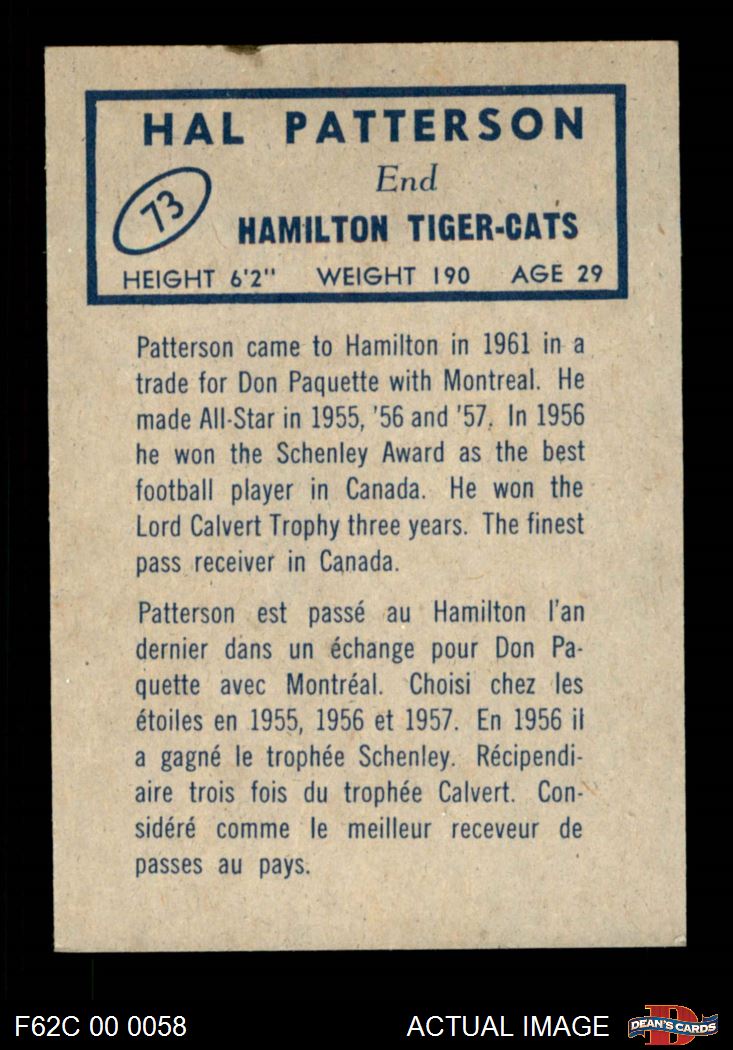 HAL PATTERSON
End
73
HAMILTON TIGER-CATS
HEIGHT 6'2" WEIGHT 190 AGE 29
Patterson came to Hamilton in 1961 in a
trade for Don Paquette with Montreal. He
made All-Star in 1955, '56 and '57. In 1956
he won the Schenley Award as the best
football player in Canada. He won the
Lord Calvert Trophy three years. The finest
pass receiver in Canada.
Patterson est passé au Hamilton l'an
dernier dans un échange pour Don Pa-
quette avec Montréal. Choisi chez les
étoiles en 1955, 1956 et 1957. En 1956 il
a gagné le trophée Schenley. Récipendi-
aire trois fois du trophée Calvert. Con-
sidéré comme le meilleur receveur de
passes au pays.
F62C 00 0058
ACTUAL IMAGE
D
DEAN'S CARDS